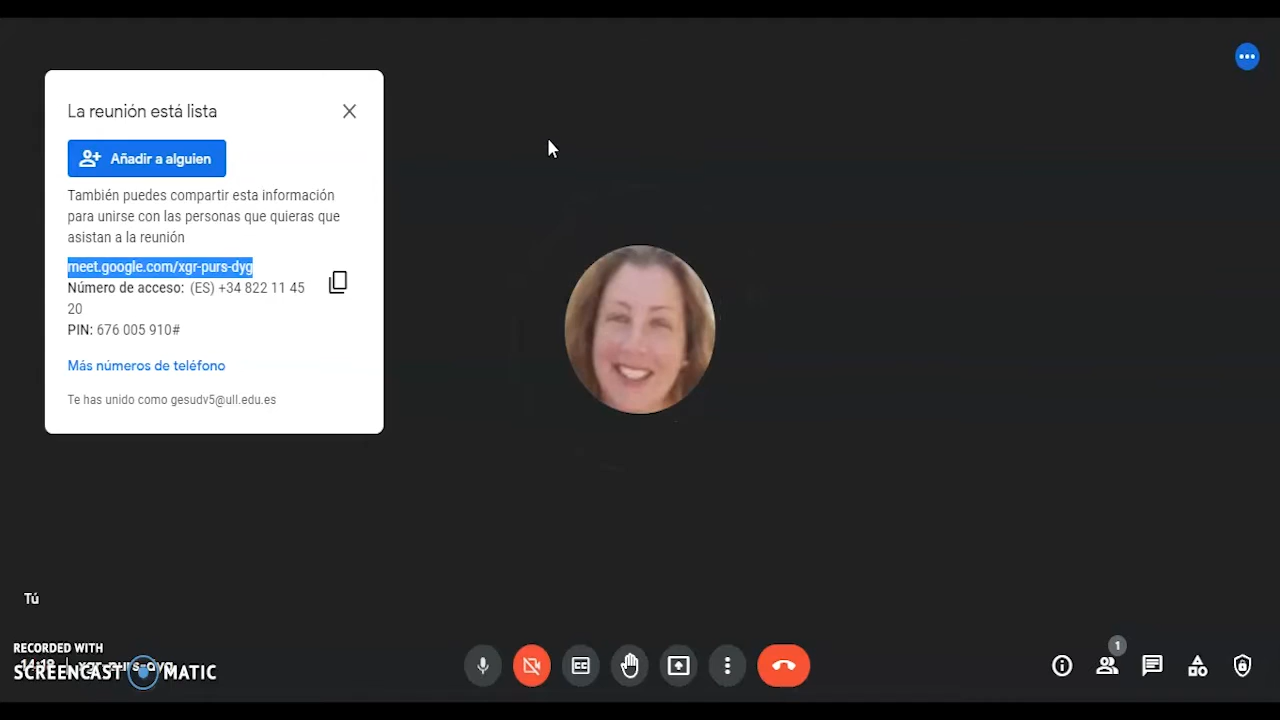 La reunión está lista
Añadir a alguien
También puedes compartir esta información
para unirse con las personas que quieras que
asistan a la reunión
meet.google.com/xgr-purs-dyg
Número de acceso: (ES) +34 822 11 45
20
PIN: 676 005 910#
Más números de teléfono
Te has unido como gesudv5@ull.edu.es
Tú
1
RECORDED WITH
SCREENCAST MATIC
xgr-purs-dyg